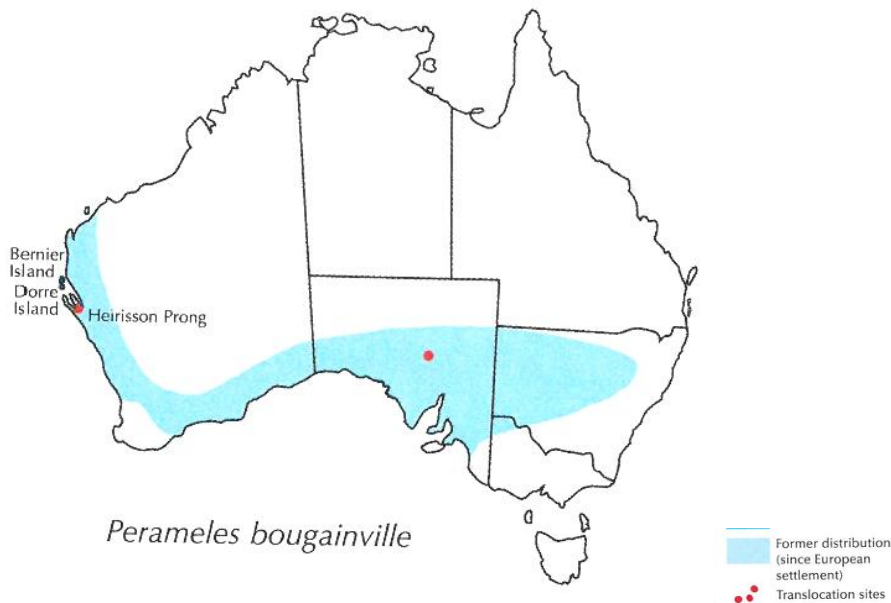 Bernier
Island
Dorre
Island
Heirisson Prong
Perameles bougainville
Former distribution
(since European
settlement)
Translocation sites